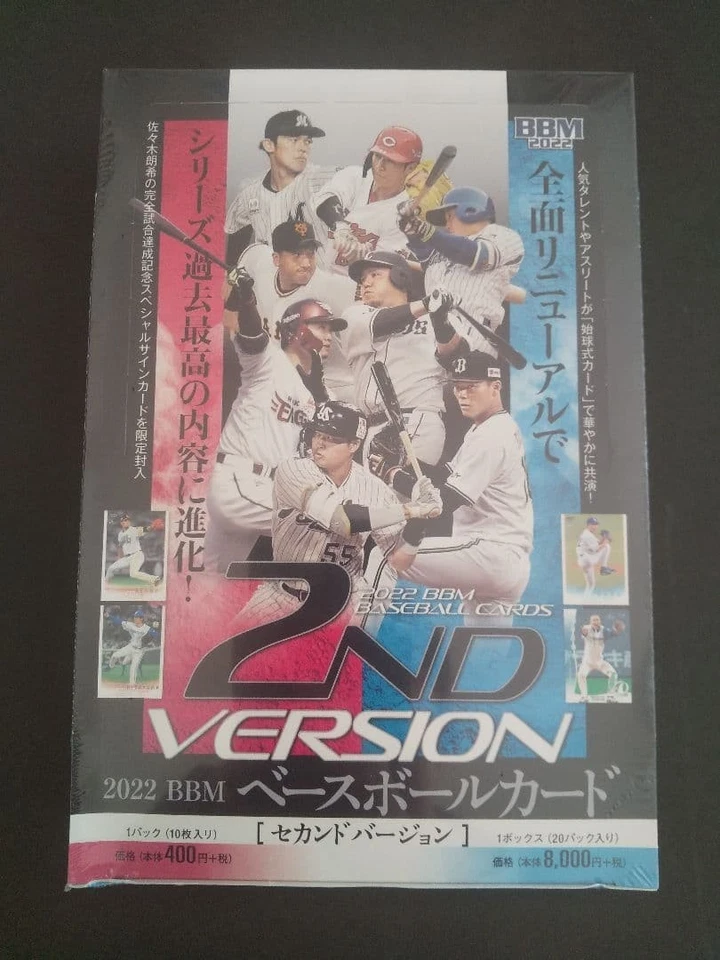 BBM
2022
人気タレントやアスリートが「始球式カード」で華やかに共演！
全面リニューアルで
シリーズ過去最高の内容に進化！
佐々木朗希の完全試合達成記念スペシャルサインカードを限定封入
M
C
EAGLES
B
55
2022 BBM
BASEBALL CARDS
2ND
VERSION
2022 BBM ベースボールカード
[ セカンドバージョン ]
1パック（10枚入り）
価格（本体400円+税）
1ボックス（20パック入り）
価格（本体8,000円+税）